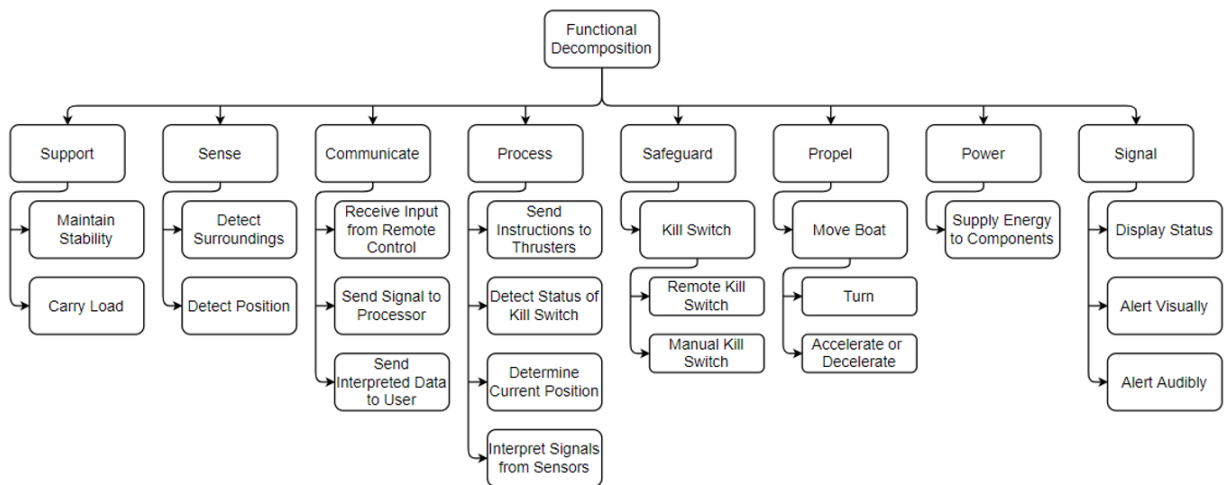 Functional
Decomposition
Support
Sense
Communicate
Process
Safeguard
Propel
Power
Signal
Maintain
Stability
Carry Load
Detect
Surroundings
Detect Position
Receive Input
from Remote
Control
Send Signal to
Processor
Send
Interpreted Data
to User
Send
Instructions to
Thrusters
Detect Status of
Kill Switch
Determine
Current Position
Interpret Signals
from Sensors
Kill Switch
Remote Kill
Switch
Manual Kill
Switch
Move Boat
Turn
Accelerate or
Decelerate
Supply Energy
to Components
Display Status
Alert Visually
Alert Audibly